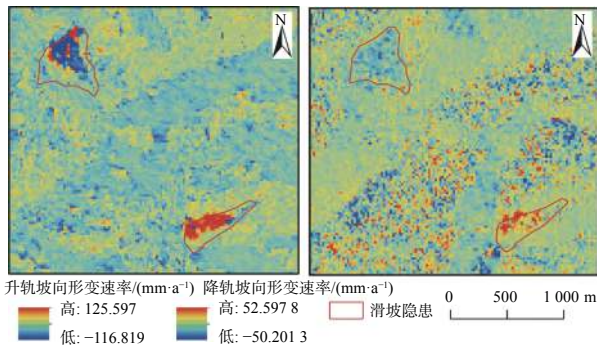 N
N
升轨坡向形变速率/(mm·a⁻¹) 降轨坡向形变速率/(mm·a⁻¹)
高: 125.597 高: 52.597 8 滑坡隐患 0 500 1 000 m
低: −116.819 低: −50.201 3